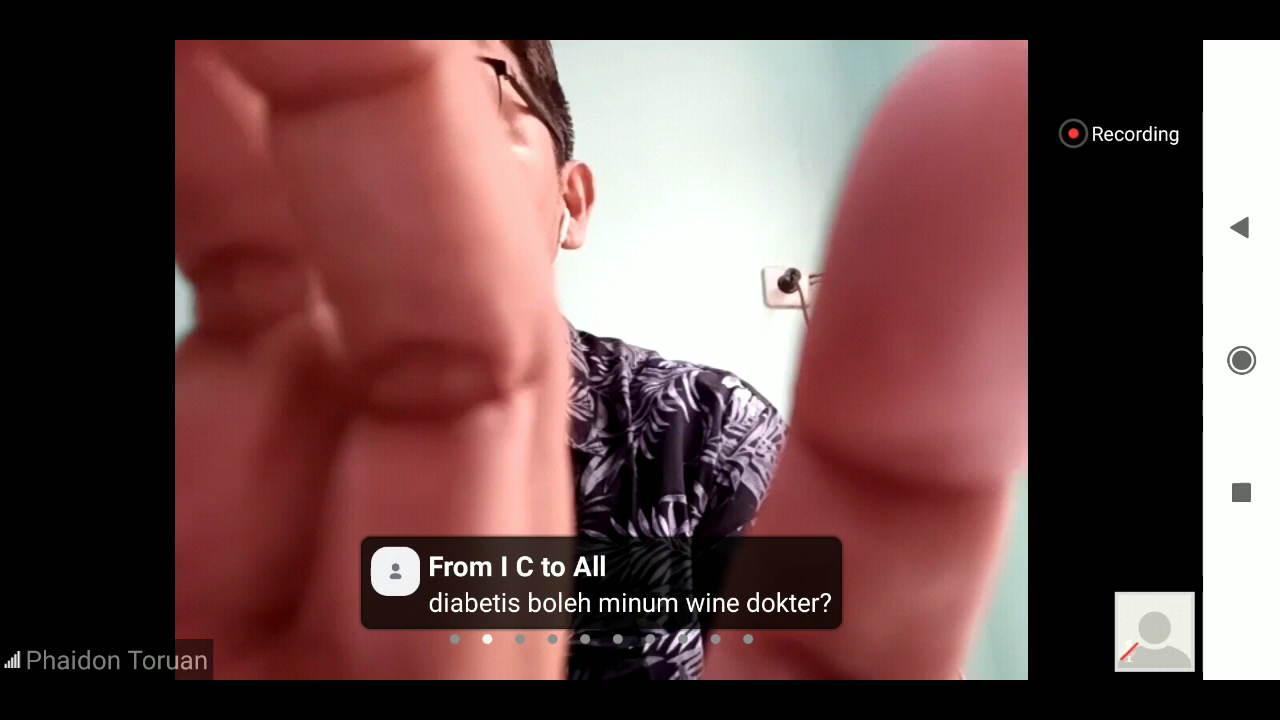 Recording
From I C to All
diabetis boleh minum wine dokter?
Phaidon Toruan